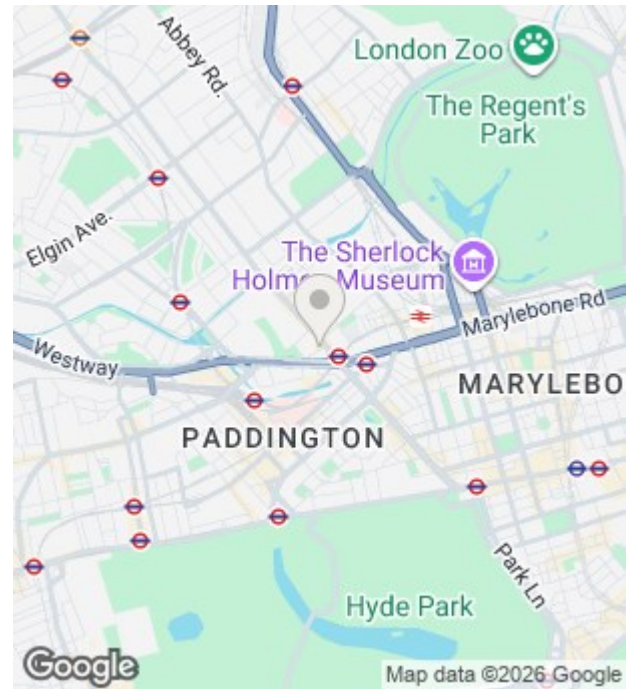 Abbey Rd.
London Zoo
The Regent's
Park
Elgin Ave.
The Sherlock
Holmes Museum
Marylebone Rd
Westway
MARYLEBO
PADDINGTON
Park Ln
Hyde Park
Google
Map data ©2026 Google